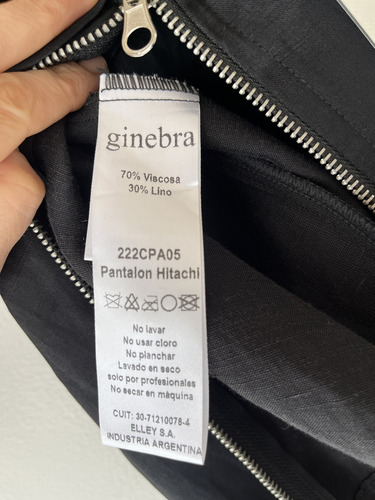 ginebra
70% Viscosa
30% Lino
222CPA05
Pantalon Hitachi
No lavar
No usar cloro
No planchar
Lavado en seco
solo por profesionales
No secar en máquina
CUIT: 30-71210076-4
ELLEY S.A.
INDUSTRIA ARGENTINA